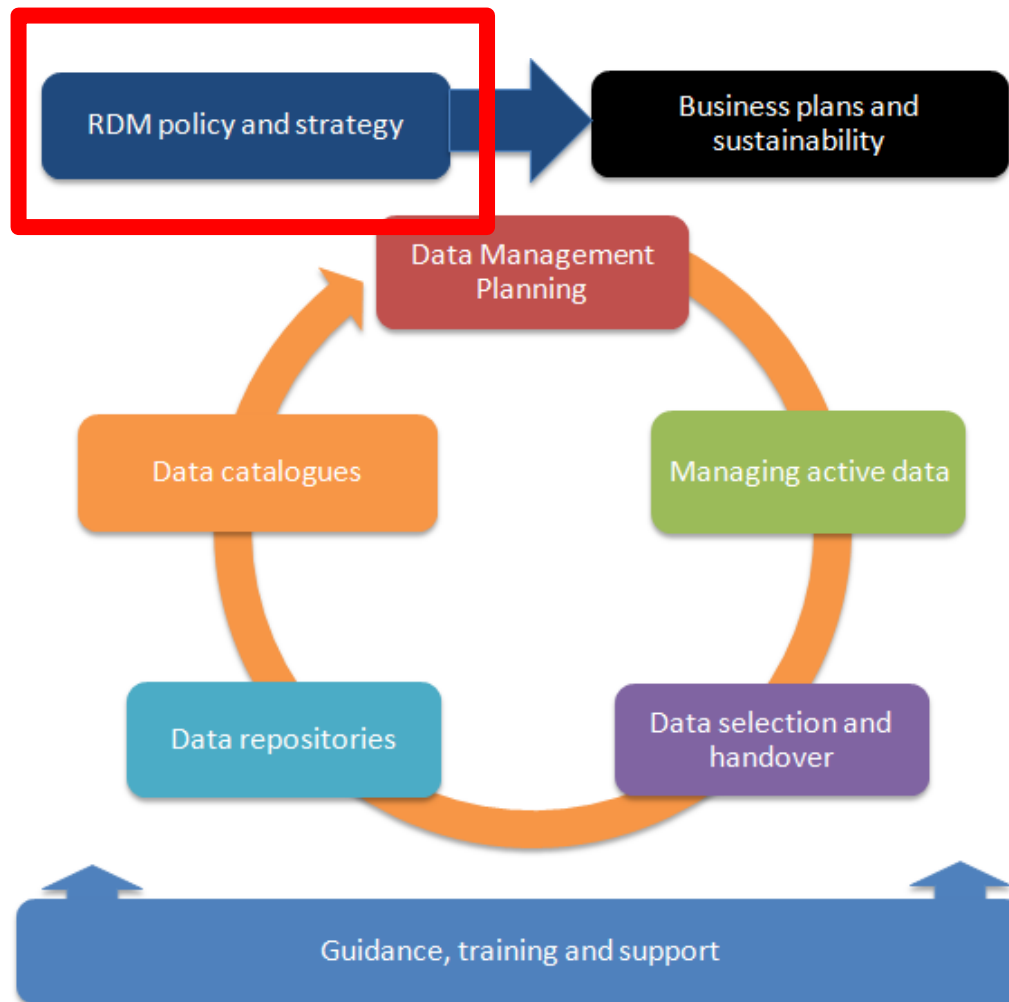 RDM policy and strategy
Business plans and
sustainability
Data Management
Planning
Data catalogues
Managing active data
Data repositories
Data selection and
handover
Guidance, training and support